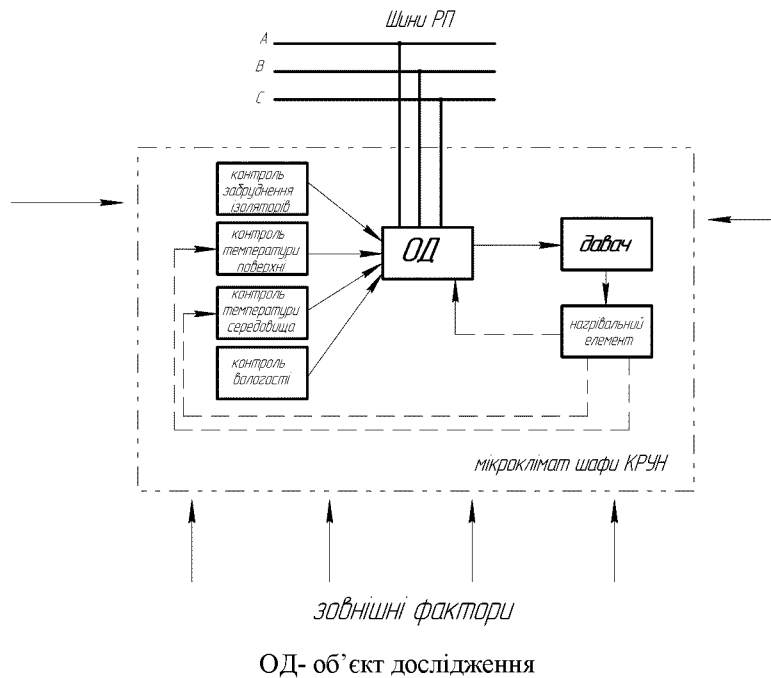 Шини РП
А
В
С
контроль
забруднення
ізоляторів
контроль
температури
поверхні
контроль
температури
середовища
контроль
вологості
ОД
давач
нагрівальний
елемент
мікроклімат шафи КРУН
зовнішні фактори
ОД- об’єкт дослідження